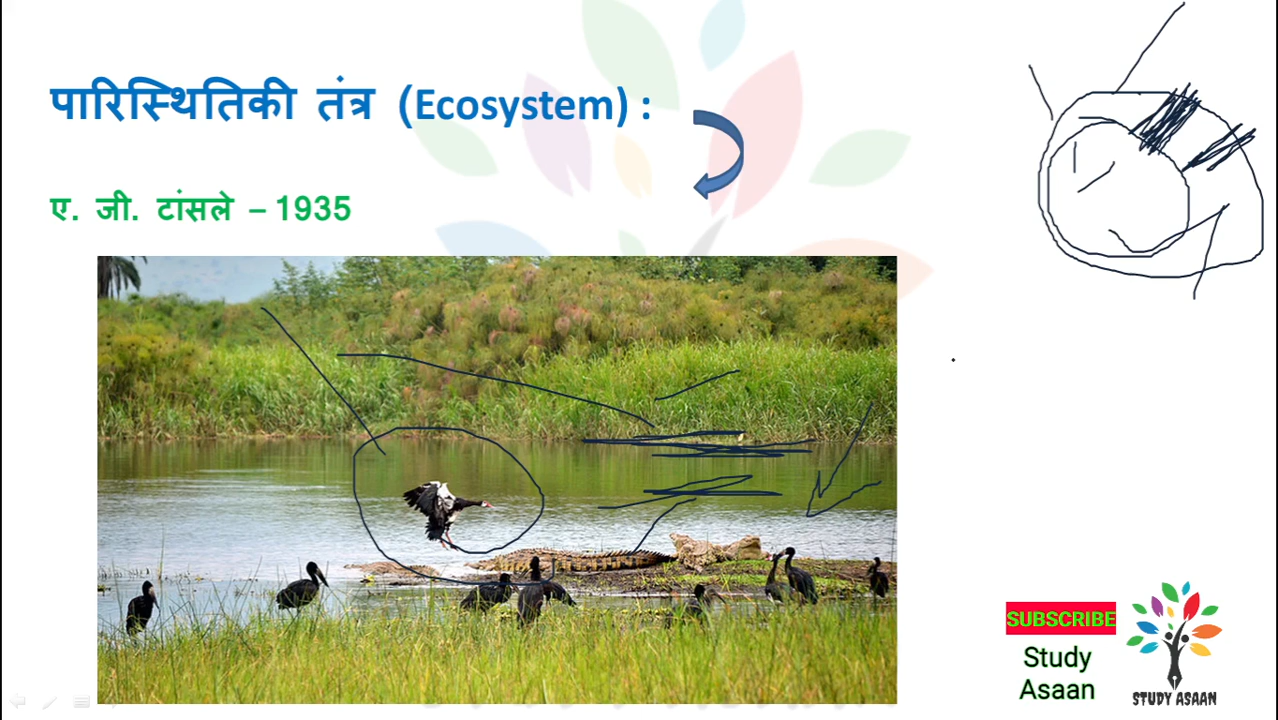 पारिस्थितिकी तंत्र (Ecosystem) :
ए. जी. टांसले – 1935
SUBSCRIBE
Study
Asaan
STUDY ASAAN